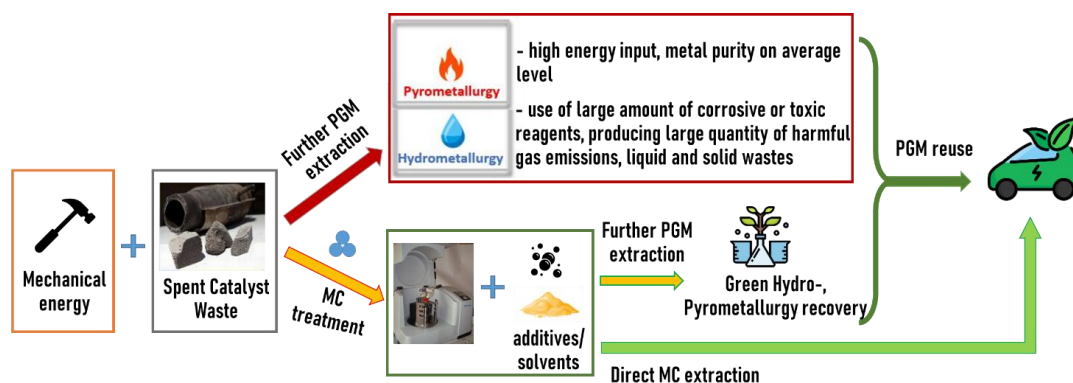 Mechanical
energy
Spent Catalyst
Waste
Further PGM
extraction
Pyrometallurgy
- high energy input, metal purity on average
level
Hydrometallurgy
- use of large amount of corrosive or toxic
reagents, producing large quantity of harmful
gas emissions, liquid and solid wastes
MC
treatment
additives/
solvents
Further PGM
extraction
Green Hydro-,
Pyrometallurgy recovery
PGM reuse
Direct MC extraction